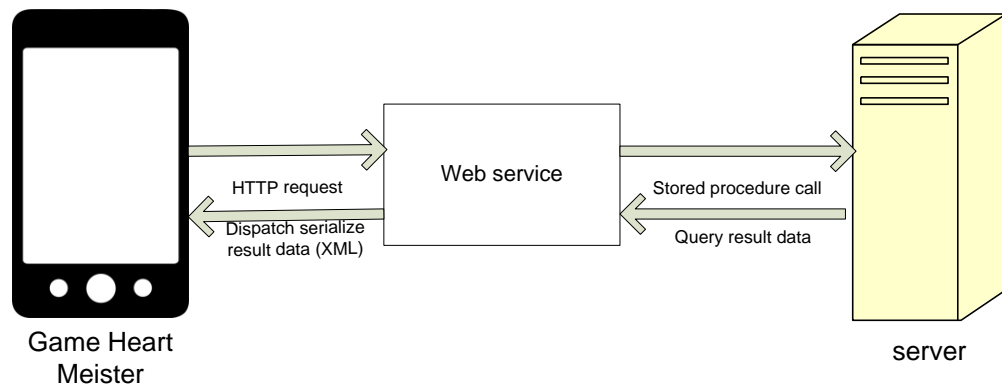 HTTP request
Dispatch serialize
result data (XML)
Web service
Stored procedure call
Query result data
Game Heart
Meister
server